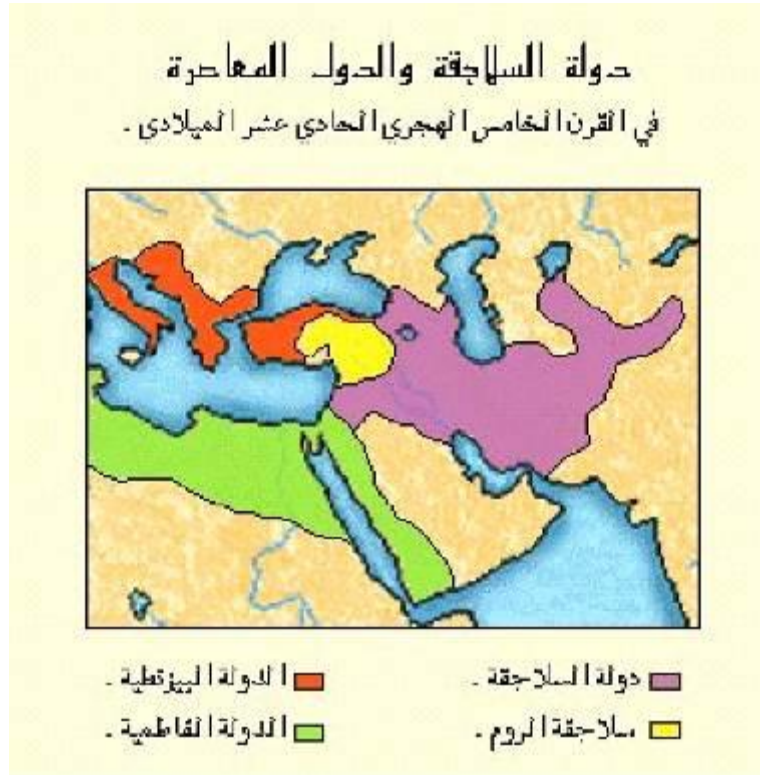 دولة السلاجقة والدول المعاصرة
في القرن الخامس الهجري الحادي عشر الميلادي .
دولة السلاجقة .
الدولة البيزنطية .
سلاجقة الروم .
الدولة الفاطمية .